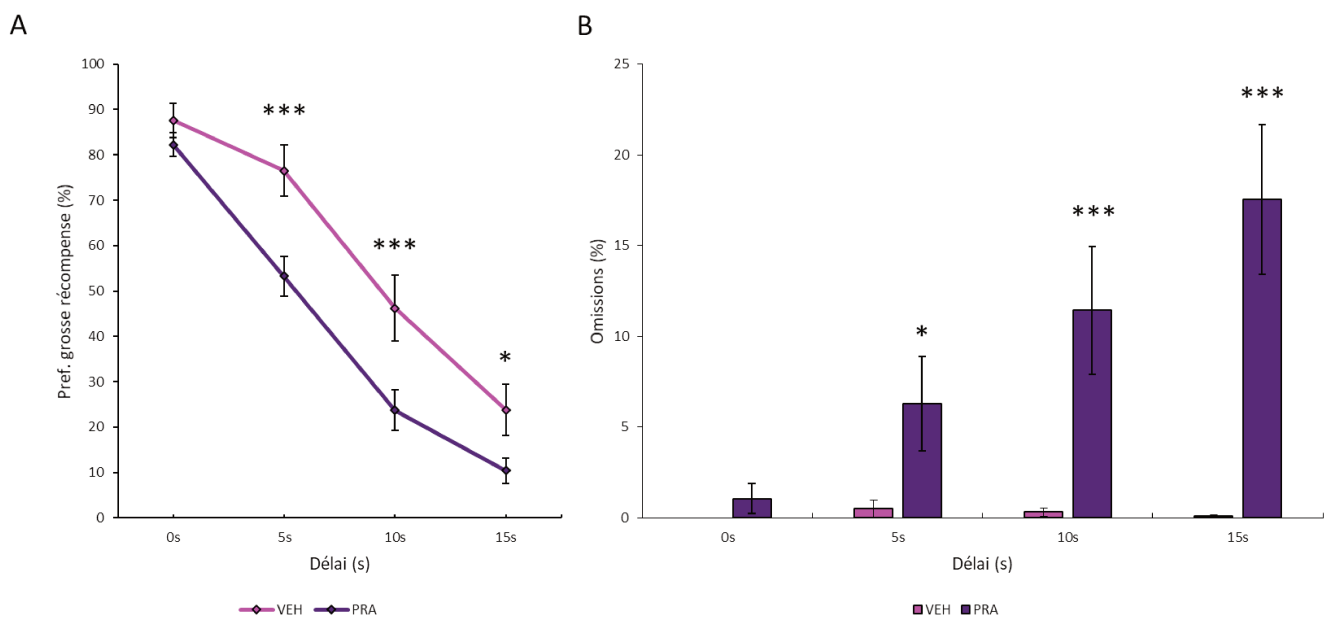 A
100
90
80
70
60
50
40
30
20
10
0
Pref. grosse récompense (%)
***
***
*
0s 5s 10s 15s
Délai (s)
VEH PRA
B
25
20
15
10
5
0
Omissions (%)
*
***
***
0s 5s 10s 15s
Délai (s)
VEH PRA